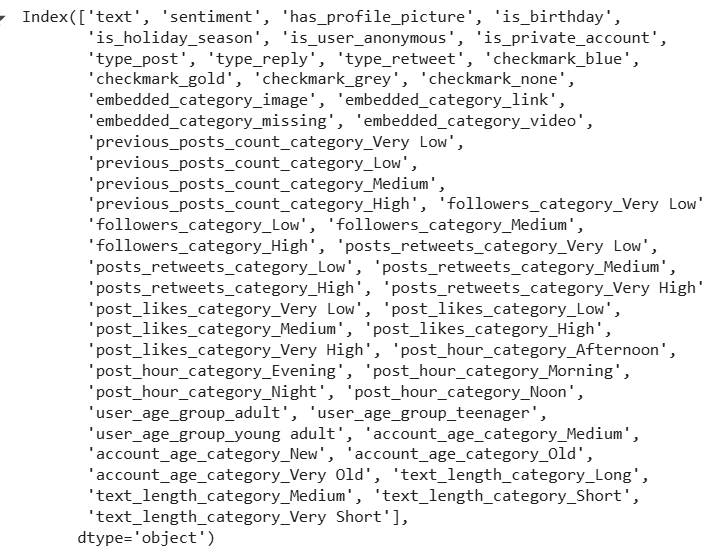 Index(['text', 'sentiment', 'has_profile_picture', 'is_birthday',
'is_holiday_season', 'is_user_anonymous', 'is_private_account',
'type_post', 'type_reply', 'type_retweet', 'checkmark_blue',
'checkmark_gold', 'checkmark_grey', 'checkmark_none',
'embedded_category_image', 'embedded_category_link',
'embedded_category_missing', 'embedded_category_video',
'previous_posts_count_category_Very Low',
'previous_posts_count_category_Low',
'previous_posts_count_category_Medium',
'previous_posts_count_category_High', 'followers_category_Very Low'
'followers_category_Low', 'followers_category_Medium',
'followers_category_High', 'posts_retweets_category_Very Low',
'posts_retweets_category_Low', 'posts_retweets_category_Medium',
'posts_retweets_category_High', 'posts_retweets_category_Very High'
'post_likes_category_Very Low', 'post_likes_category_Low',
'post_likes_category_Medium', 'post_likes_category_High',
'post_likes_category_Very High', 'post_hour_category_Afternoon',
'post_hour_category_Evening', 'post_hour_category_Morning',
'post_hour_category_Night', 'post_hour_category_Noon',
'user_age_group_adult', 'user_age_group_teenager',
'user_age_group_young adult', 'account_age_category_Medium',
'account_age_category_New', 'account_age_category_Old',
'account_age_category_Very Old', 'text_length_category_Long',
'text_length_category_Medium', 'text_length_category_Short',
'text_length_category_Very Short'],
dtype='object')